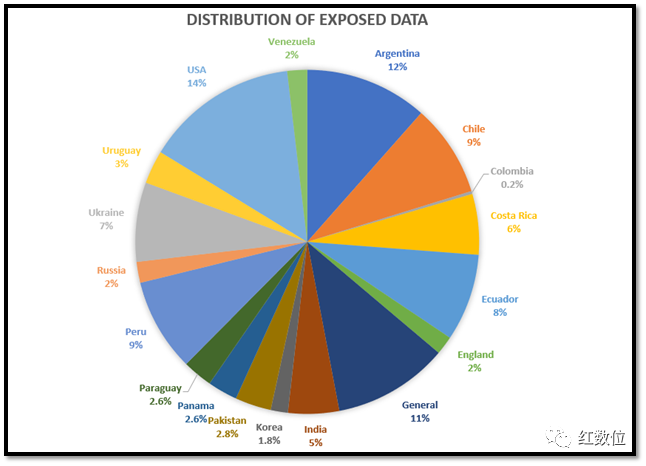 DISTRIBUTION OF EXPOSED DATA
Venezuela
2%
Argentina
12%
Chile
9%
Colombia
0.2%
Costa Rica
6%
Ecuador
8%
England
2%
General
11%
India
5%
Korea
1.8%
Pakistan
2.8%
Panama
2.6%
Paraguay
2.6%
Peru
9%
Russia
2%
Ukraine
7%
Uruguay
3%
USA
14%
红数位